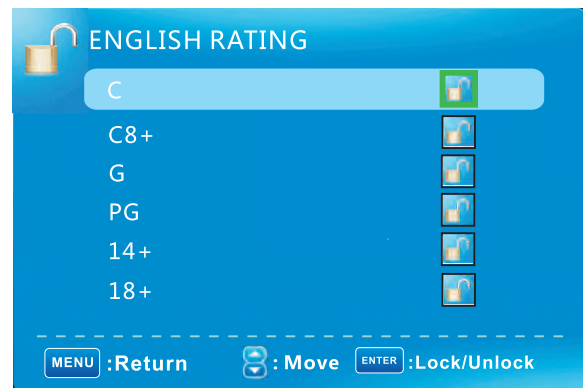 ENGLISH RATING
C
C8+
G
PG
14+
18+
MENU :Return : Move ENTER :Lock/Unlock